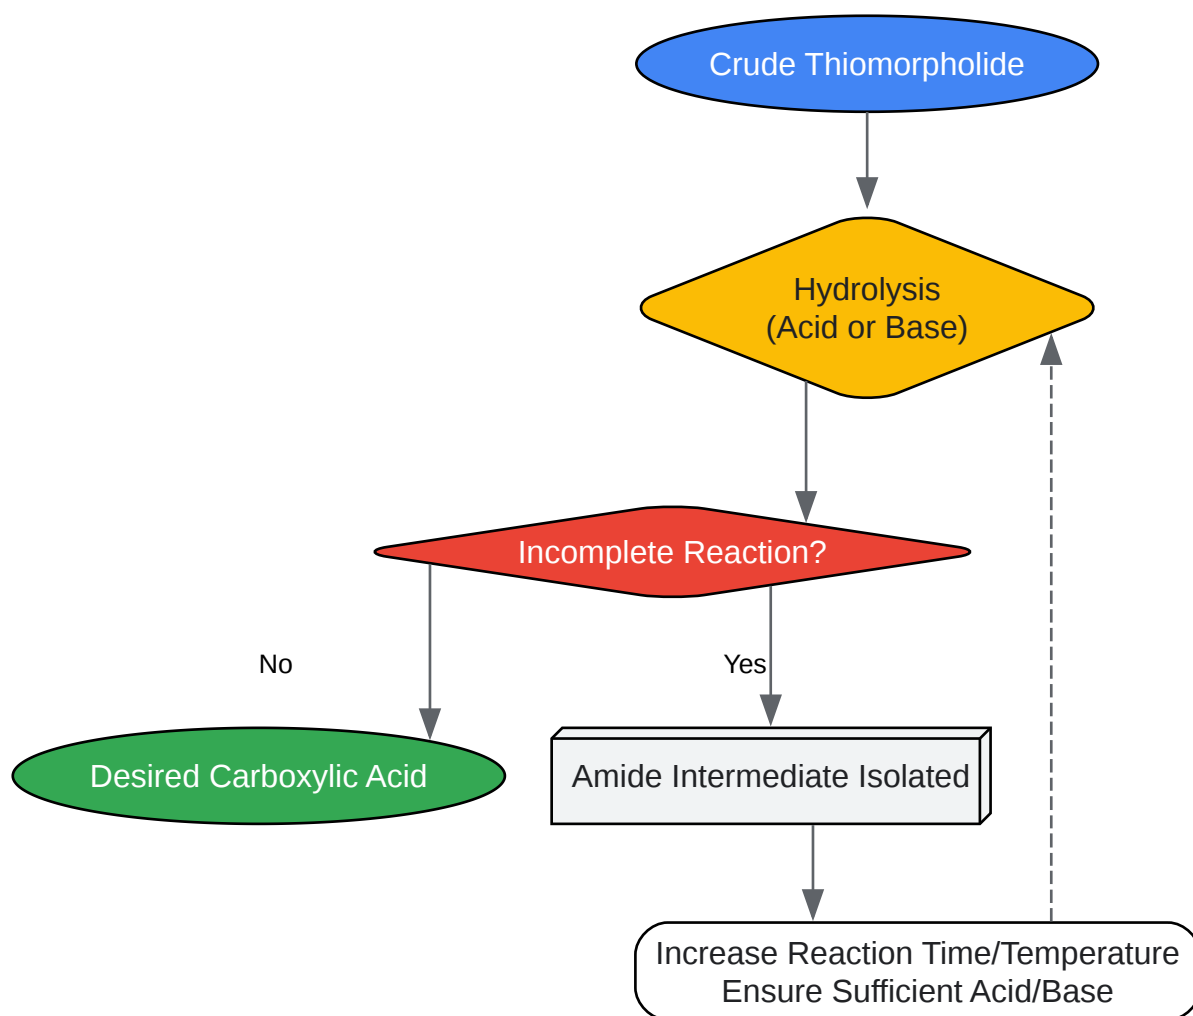 Crude Thiomorpholide
Hydrolysis
(Acid or Base)
Incomplete Reaction?
No
Yes
Desired Carboxylic Acid
Amide Intermediate Isolated
Increase Reaction Time/Temperature
Ensure Sufficient Acid/Base